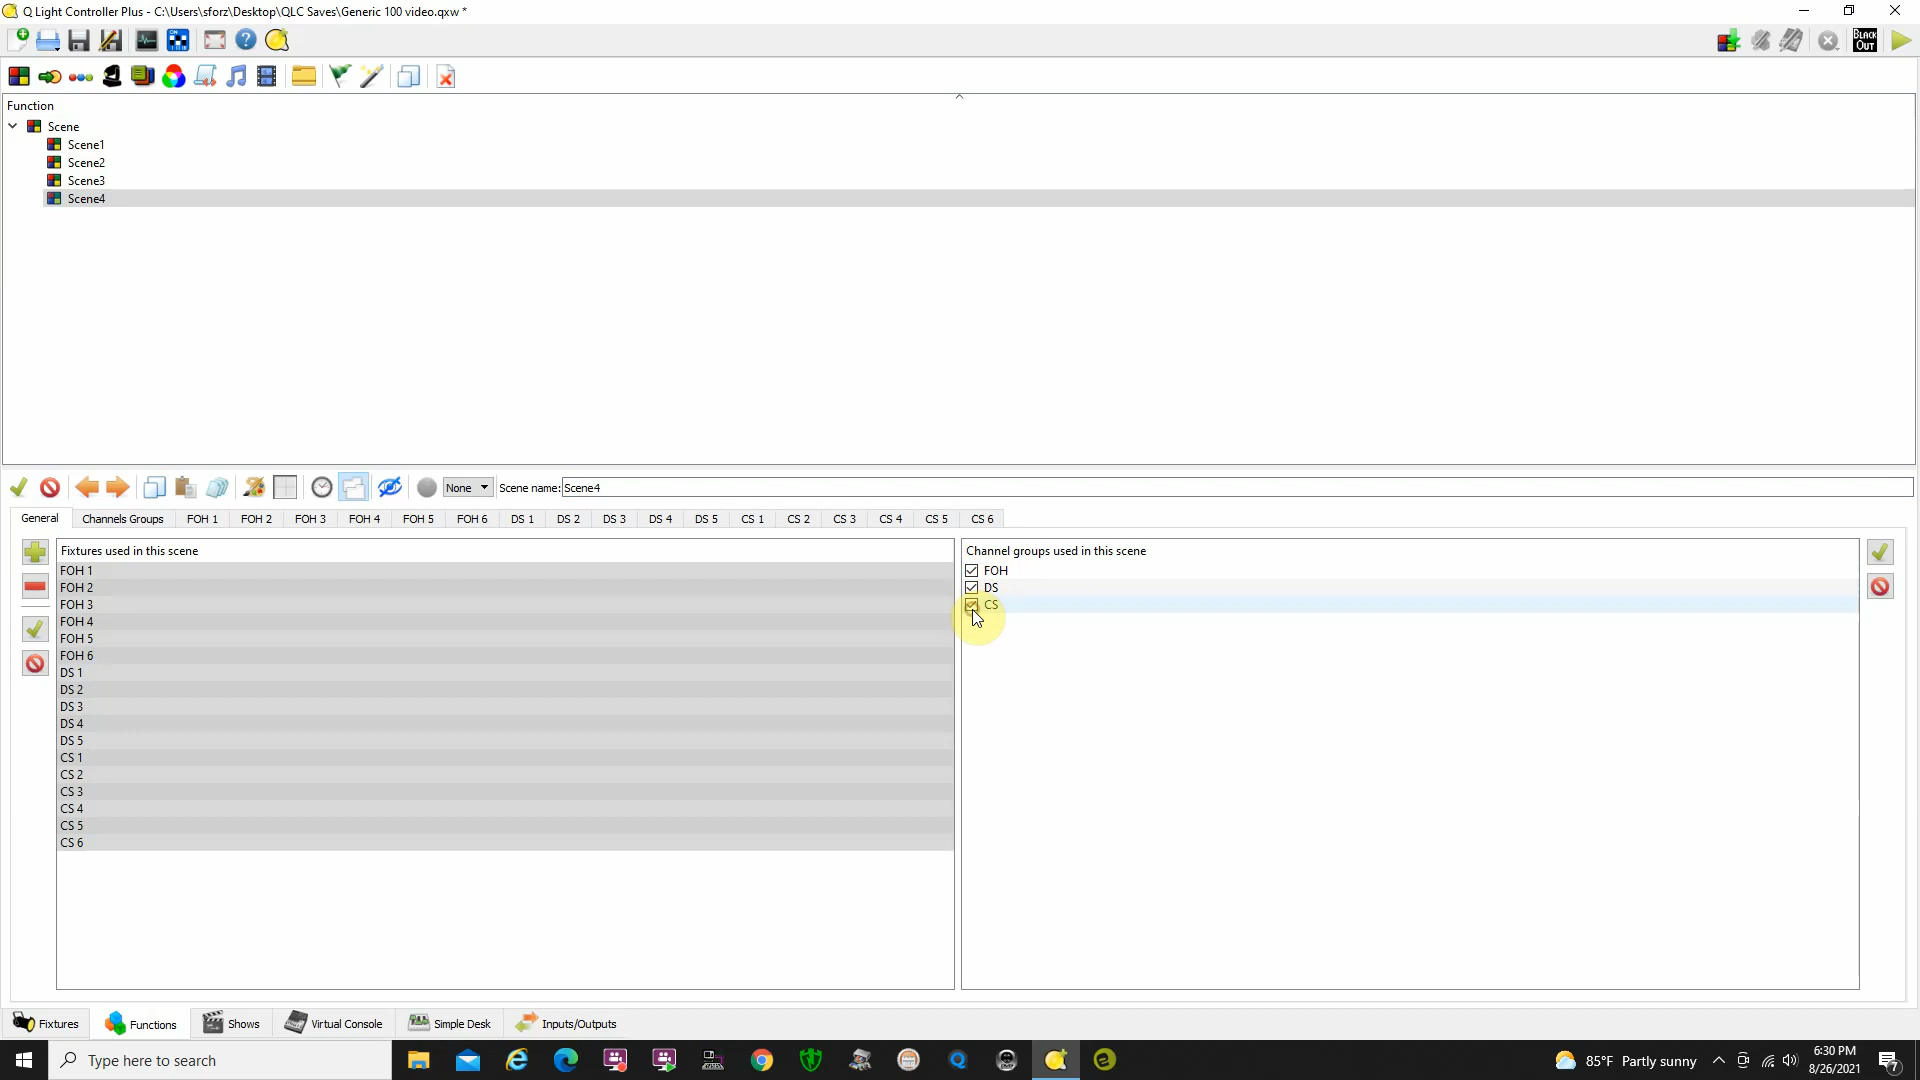 Q Light Controller Plus - C:\Users\sforz\Desktop\QLC Saves\Generic 100 video.qxw *
BLACK OUT
Function
Scene
Scene1
Scene2
Scene3
Scene4
None Scene name: Scene4
General Channels Groups FOH 1 FOH 2 FOH 3 FOH 4 FOH 5 FOH 6 DS 1 DS 2 DS 3 DS 4 DS 5 CS 1 CS 2 CS 3 CS 4 CS 5 CS 6
Fixtures used in this scene
FOH 1
FOH 2
FOH 3
FOH 4
FOH 5
FOH 6
DS 1
DS 2
DS 3
DS 4
DS 5
CS 1
CS 2
CS 3
CS 4
CS 5
CS 6
Channel groups used in this scene
FOH
DS
CS
Fixtures Functions Shows Virtual Console Simple Desk Inputs/Outputs
Type here to search
85°F Partly sunny
6:30 PM
8/26/2021
7